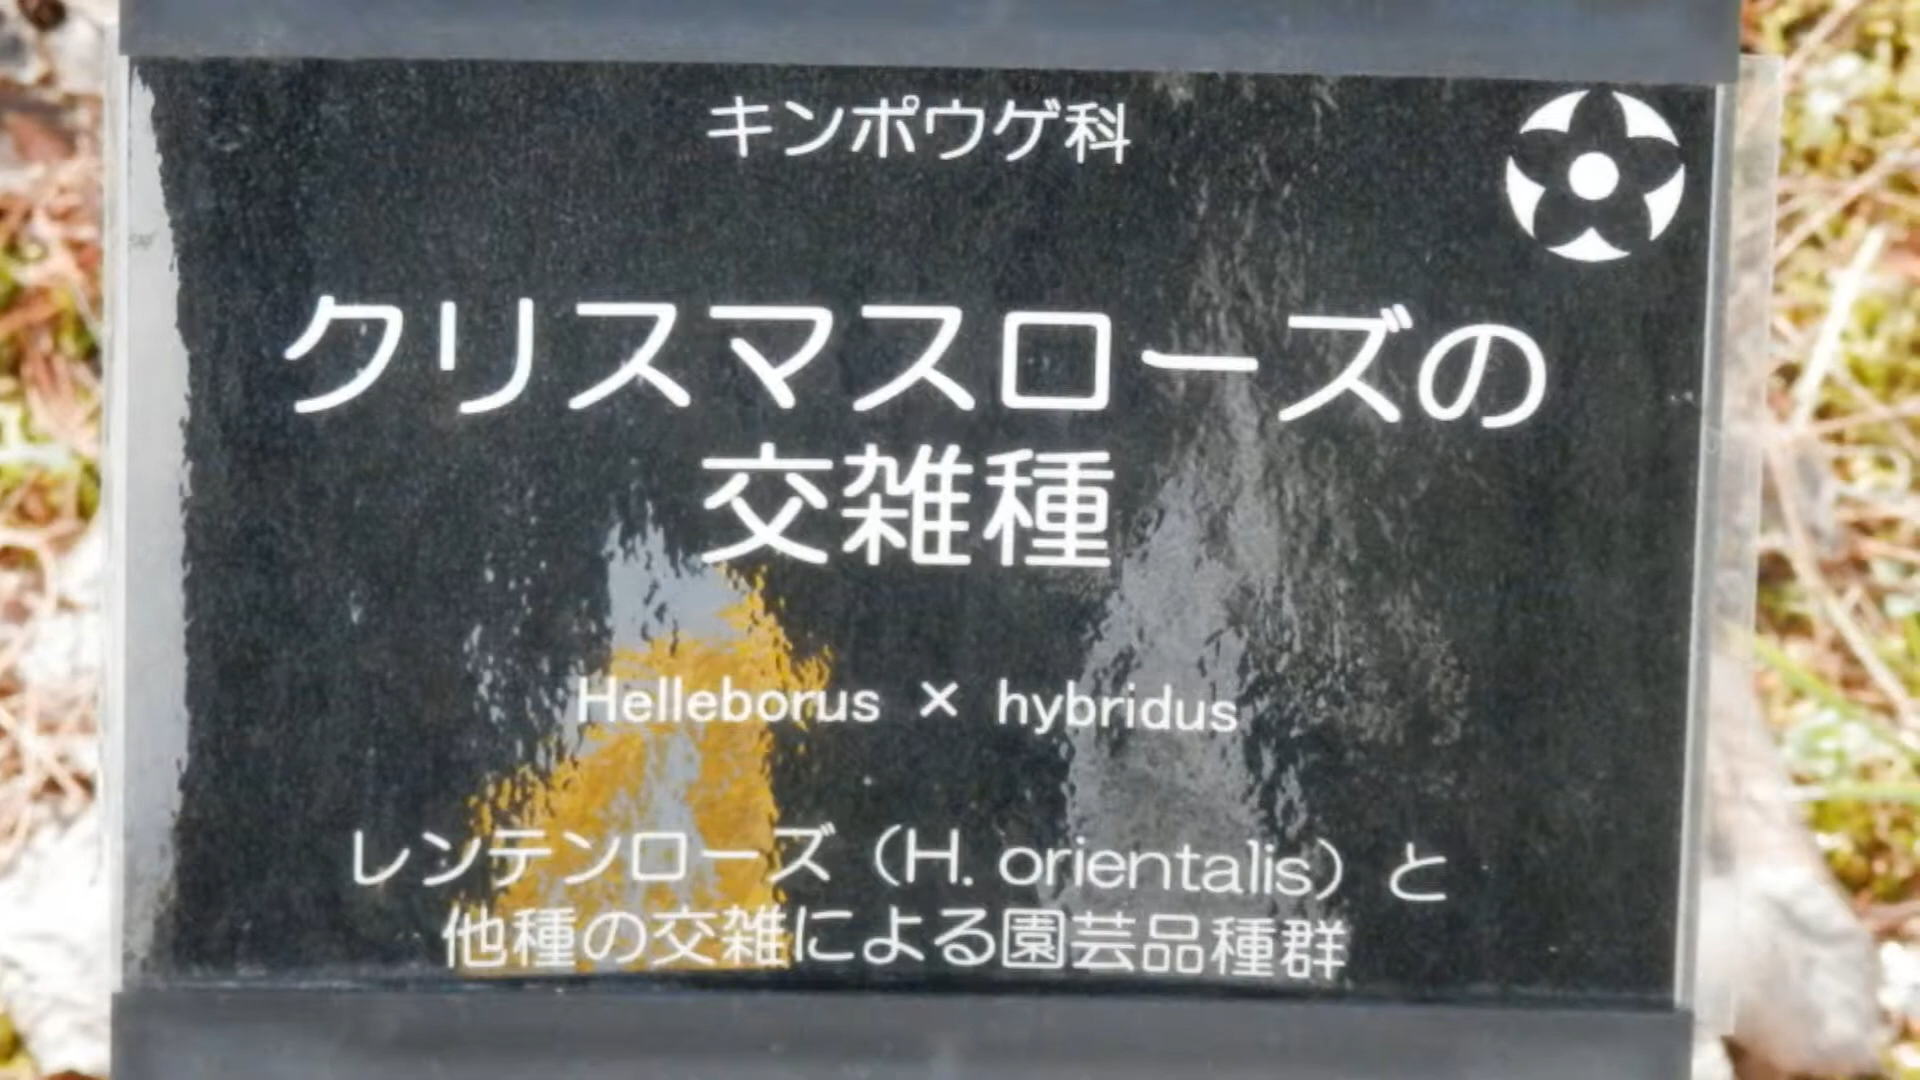 キンポウゲ科
クリスマスローズの
交雑種
Helleborus × hybridus
レンテンローズ（H. orientalis）と
他種の交雑による園芸品種群